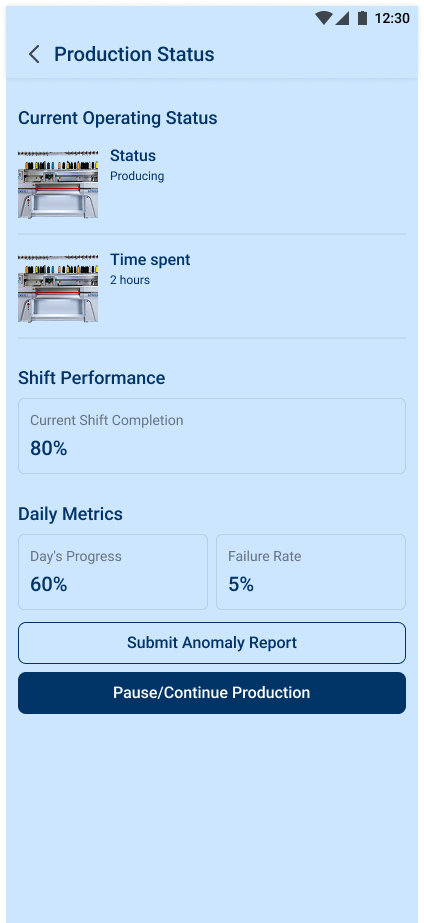 12:30
Production Status
Current Operating Status
Status
Producing
Time spent
2 hours
Shift Performance
Current Shift Completion
80%
Daily Metrics
Day's Progress
60%
Failure Rate
5%
Submit Anomaly Report
Pause/Continue Production